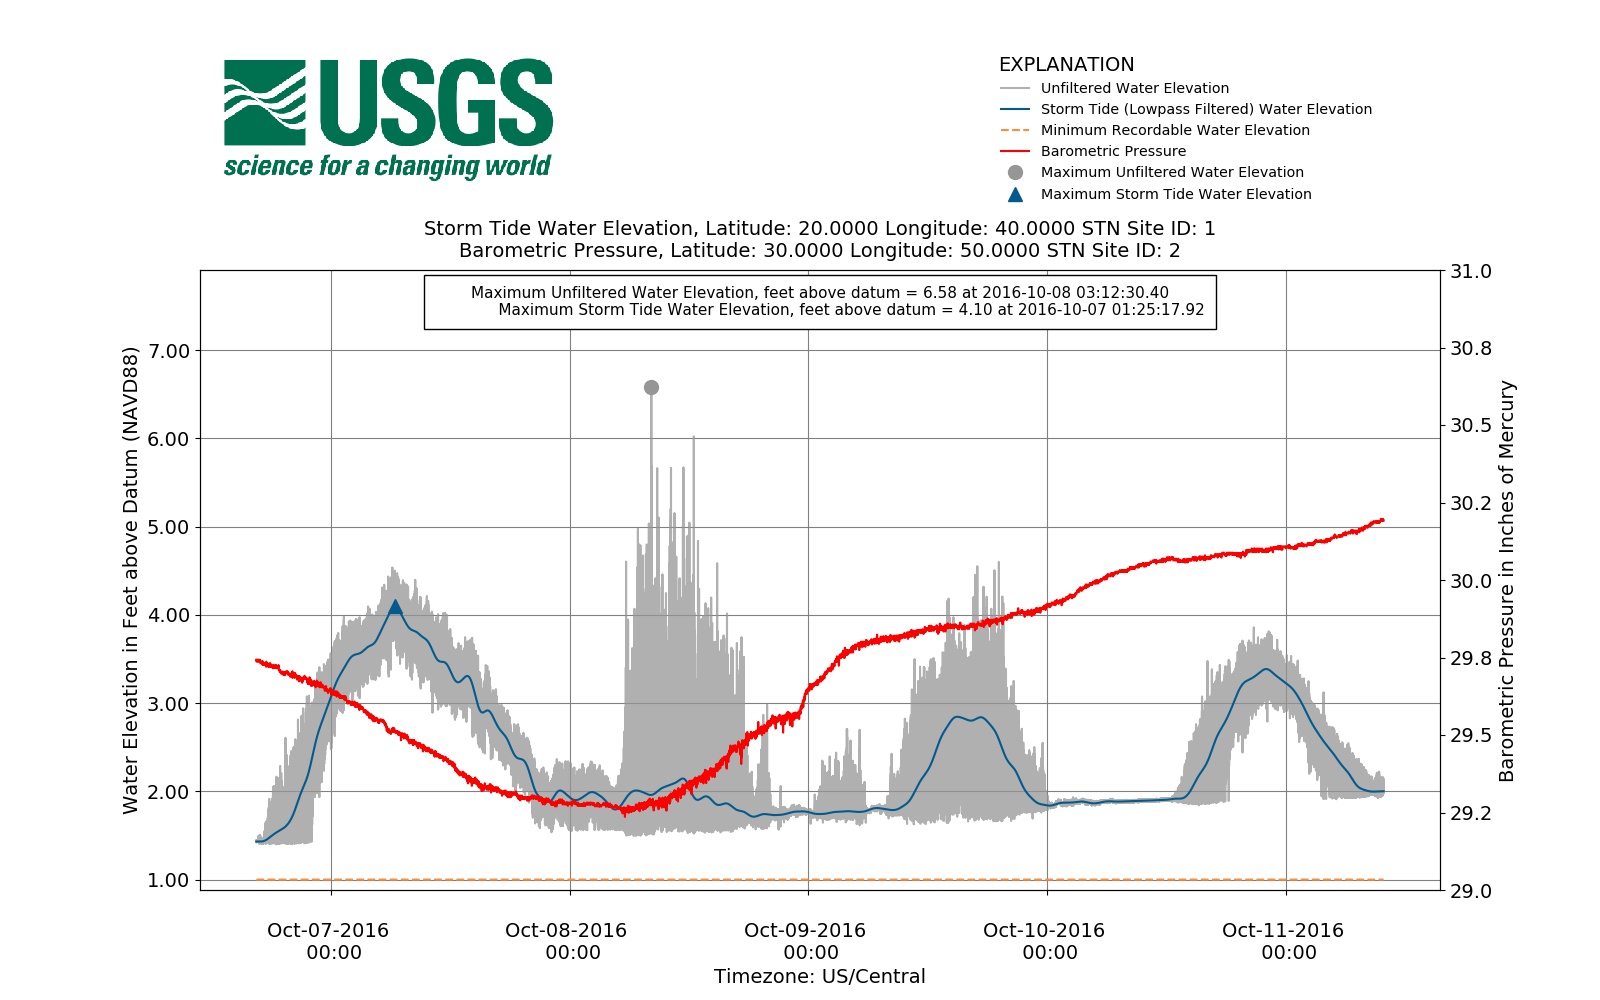 USGS
science for a changing world
EXPLANATION
Unfiltered Water Elevation
Storm Tide (Lowpass Filtered) Water Elevation
Minimum Recordable Water Elevation
Barometric Pressure
Maximum Unfiltered Water Elevation
Maximum Storm Tide Water Elevation
Storm Tide Water Elevation, Latitude: 20.0000 Longitude: 40.0000 STN Site ID: 1
Barometric Pressure, Latitude: 30.0000 Longitude: 50.0000 STN Site ID: 2
Maximum Unfiltered Water Elevation, feet above datum = 6.58 at 2016-10-08 03:12:30.40
Maximum Storm Tide Water Elevation, feet above datum = 4.10 at 2016-10-07 01:25:17.92
Water Elevation in Feet above Datum (NAVD88)
7.00
6.00
5.00
4.00
3.00
2.00
1.00
31.0
30.8
30.5
30.2
30.0
29.8
29.5
29.2
29.0
Barometric Pressure in Inches of Mercury
Oct-07-2016 Oct-08-2016 Oct-09-2016 Oct-10-2016 Oct-11-2016
00:00 00:00 00:00 00:00 00:00
Timezone: US/Central